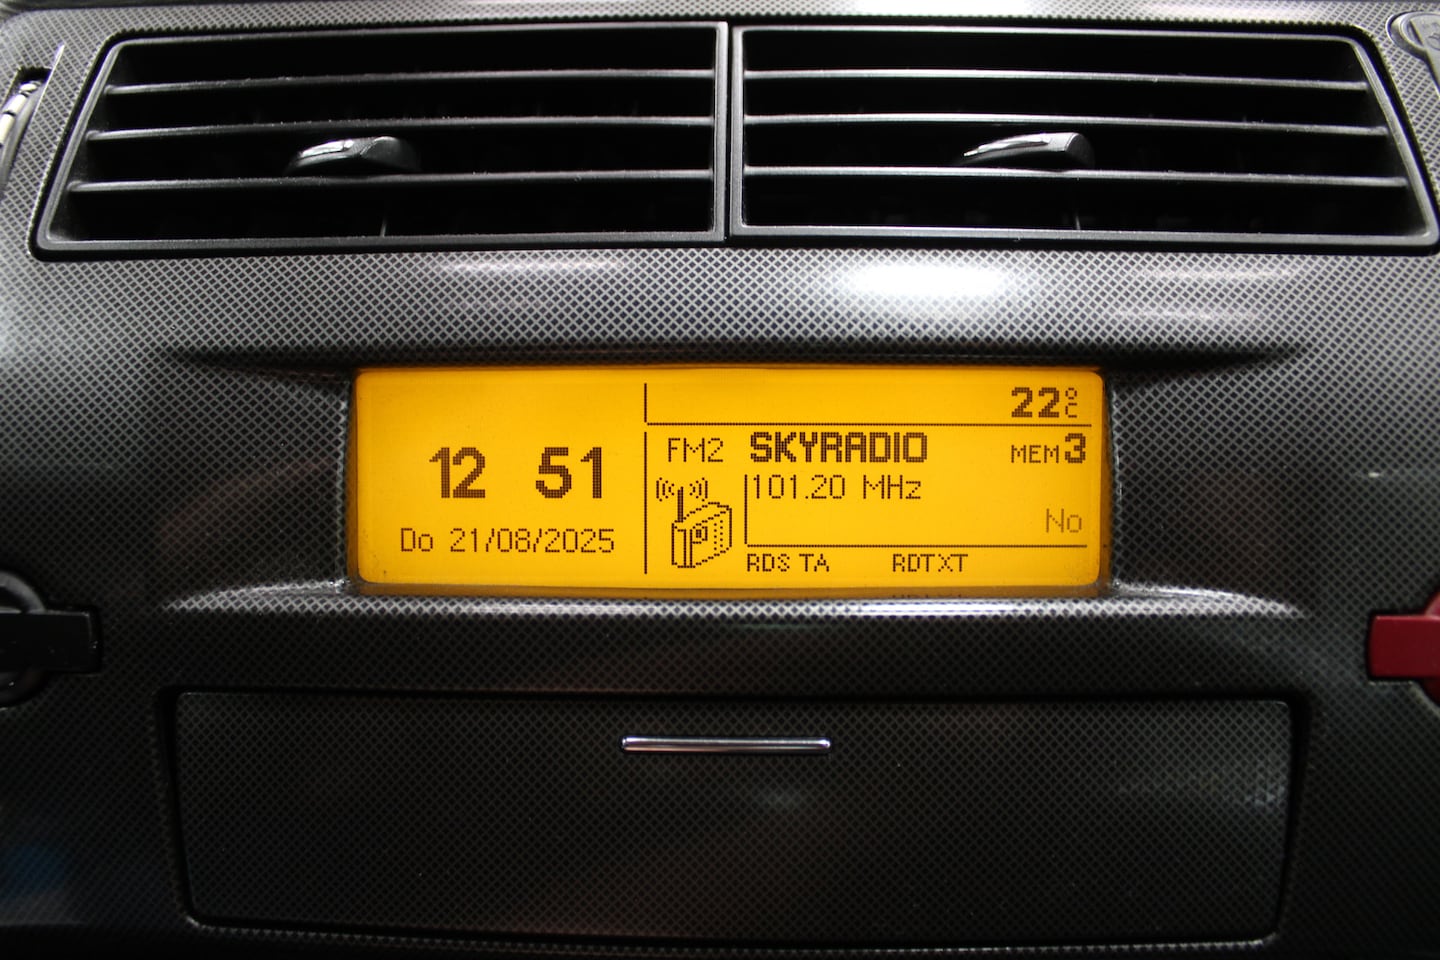 22°C
12 51
Do 21/08/2025
FM2 SKYRADIO MEM3
101.20 MHz
No
RDS TA RDTXT